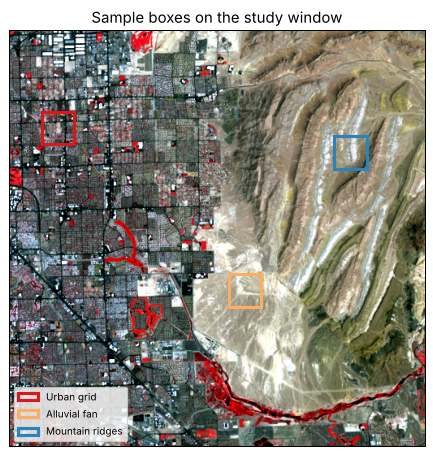 Sample boxes on the study window
Urban grid
Alluvial fan
Mountain ridges